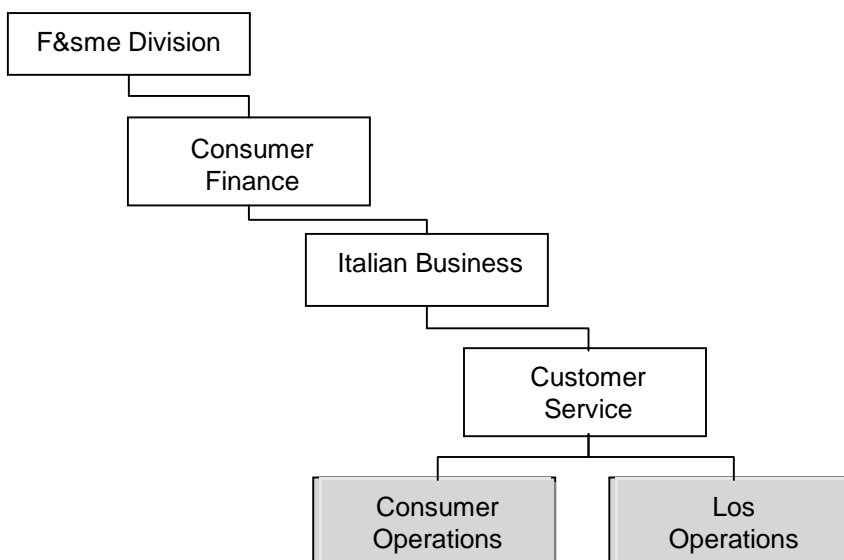 F&sme Division
Consumer
Finance
Italian Business
Customer
Service
Consumer
Operations
Los
Operations